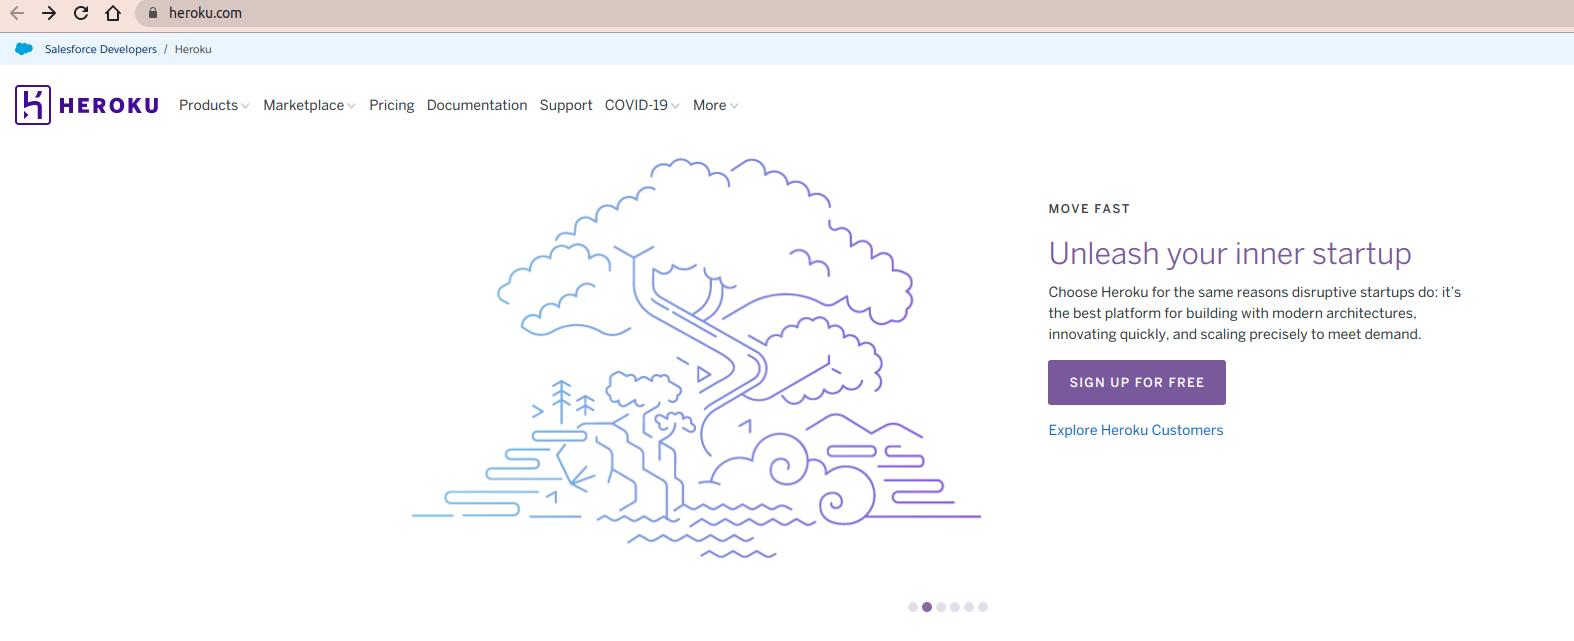 heroku.com
Salesforce Developers / Heroku
HEROKU Products Marketplace Pricing Documentation Support COVID-19 More
MOVE FAST
Unleash your inner startup
Choose Heroku for the same reasons disruptive startups do: it's
the best platform for building with modern architectures,
innovating quickly, and scaling precisely to meet demand.
SIGN UP FOR FREE
Explore Heroku Customers